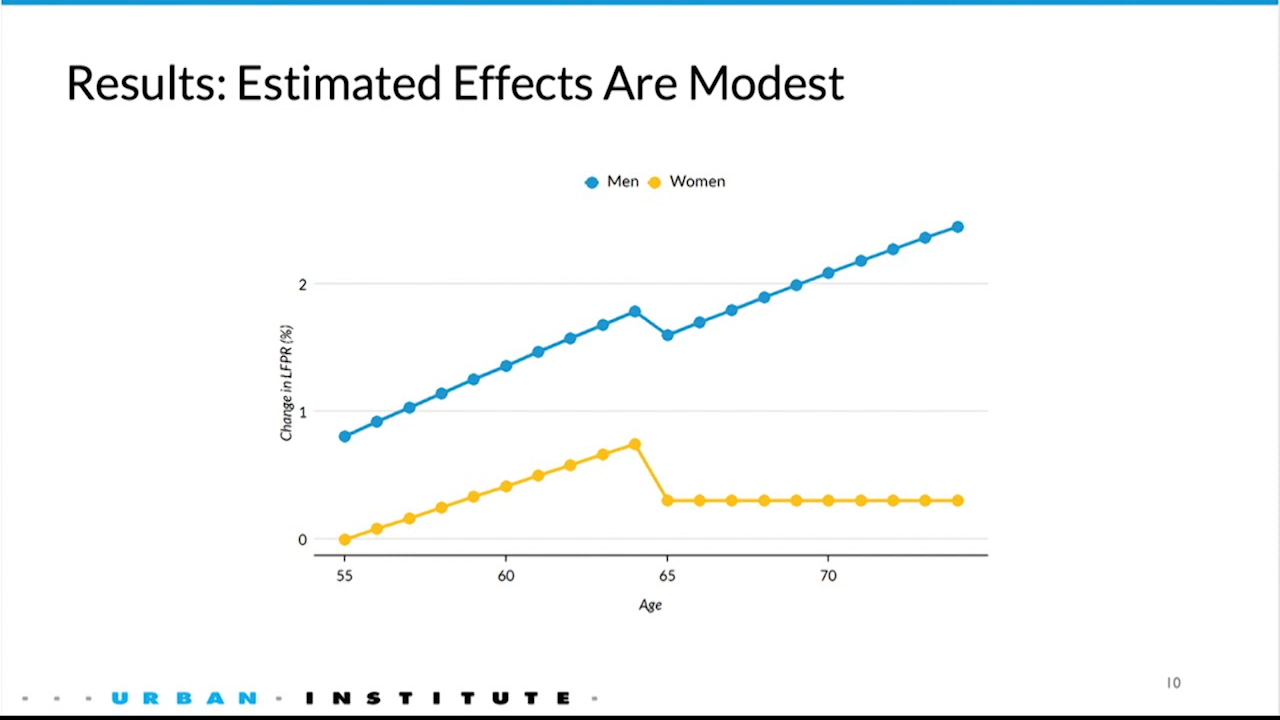 Results: Estimated Effects Are Modest
Men Women
2
1
0
Change in LFPR (%)
55 60 65 70
Age
URBAN INSTITUTE
10